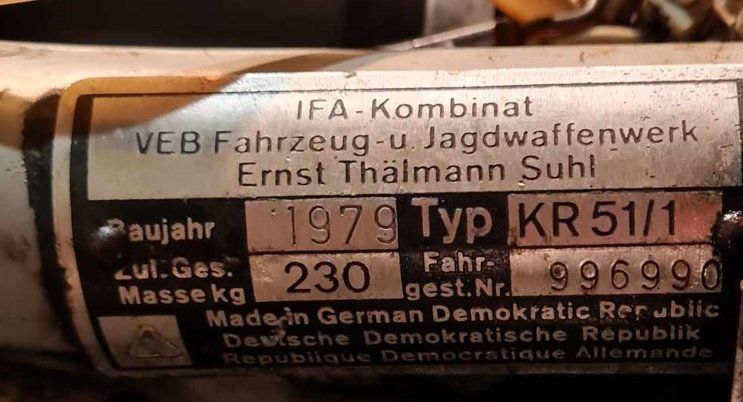 IFA-Kombinat
VEB Fahrzeug-u. Jagdwaffenwerk
Ernst Thälmann Suhl
Baujahr 1979 Typ KR 51/1
Zul. Ges. Masse kg 230 Fahr-gest.Nr. 996990
Made in German Demokratic Republic
Deutsche Demokratische Republik
Republique Democratique Allemande